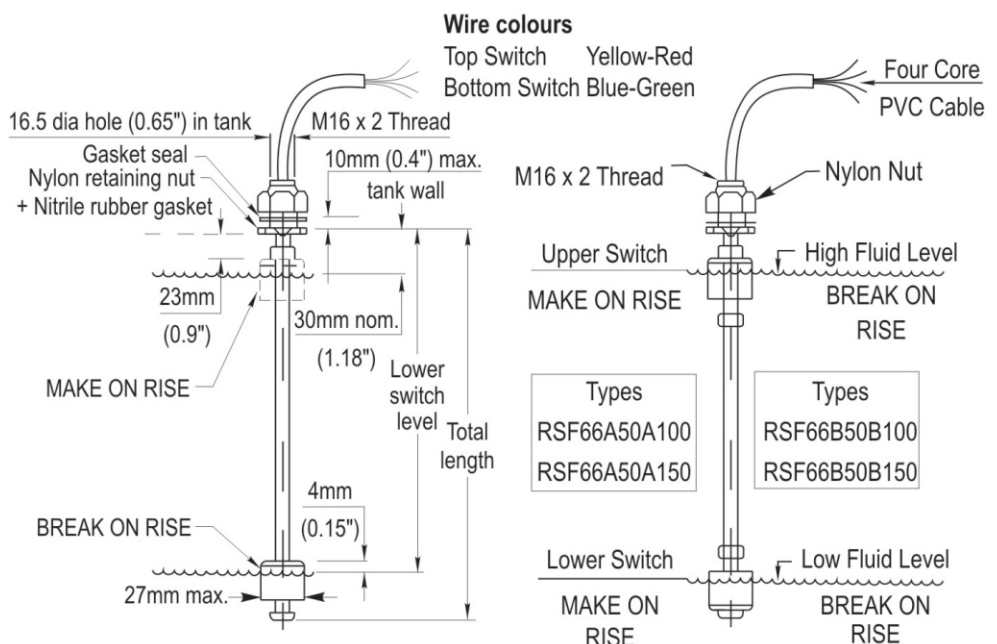 Wire colours
Top Switch Yellow-Red
Bottom Switch Blue-Green
16.5 dia hole (0.65") in tank
M16 x 2 Thread
Gasket seal
Nylon retaining nut
+ Nitrile rubber gasket
10mm (0.4") max.
tank wall
23mm
(0.9")
30mm nom.
(1.18")
MAKE ON RISE
Lower
switch
level
Total
length
4mm
(0.15")
BREAK ON RISE
27mm max.
Four Core
PVC Cable
M16 x 2 Thread
Nylon Nut
Upper Switch
High Fluid Level
MAKE ON RISE
BREAK ON
RISE
Types
RSF66A50A100
RSF66A50A150
Types
RSF66B50B100
RSF66B50B150
Lower Switch
Low Fluid Level
MAKE ON
RISE
BREAK ON
RISE